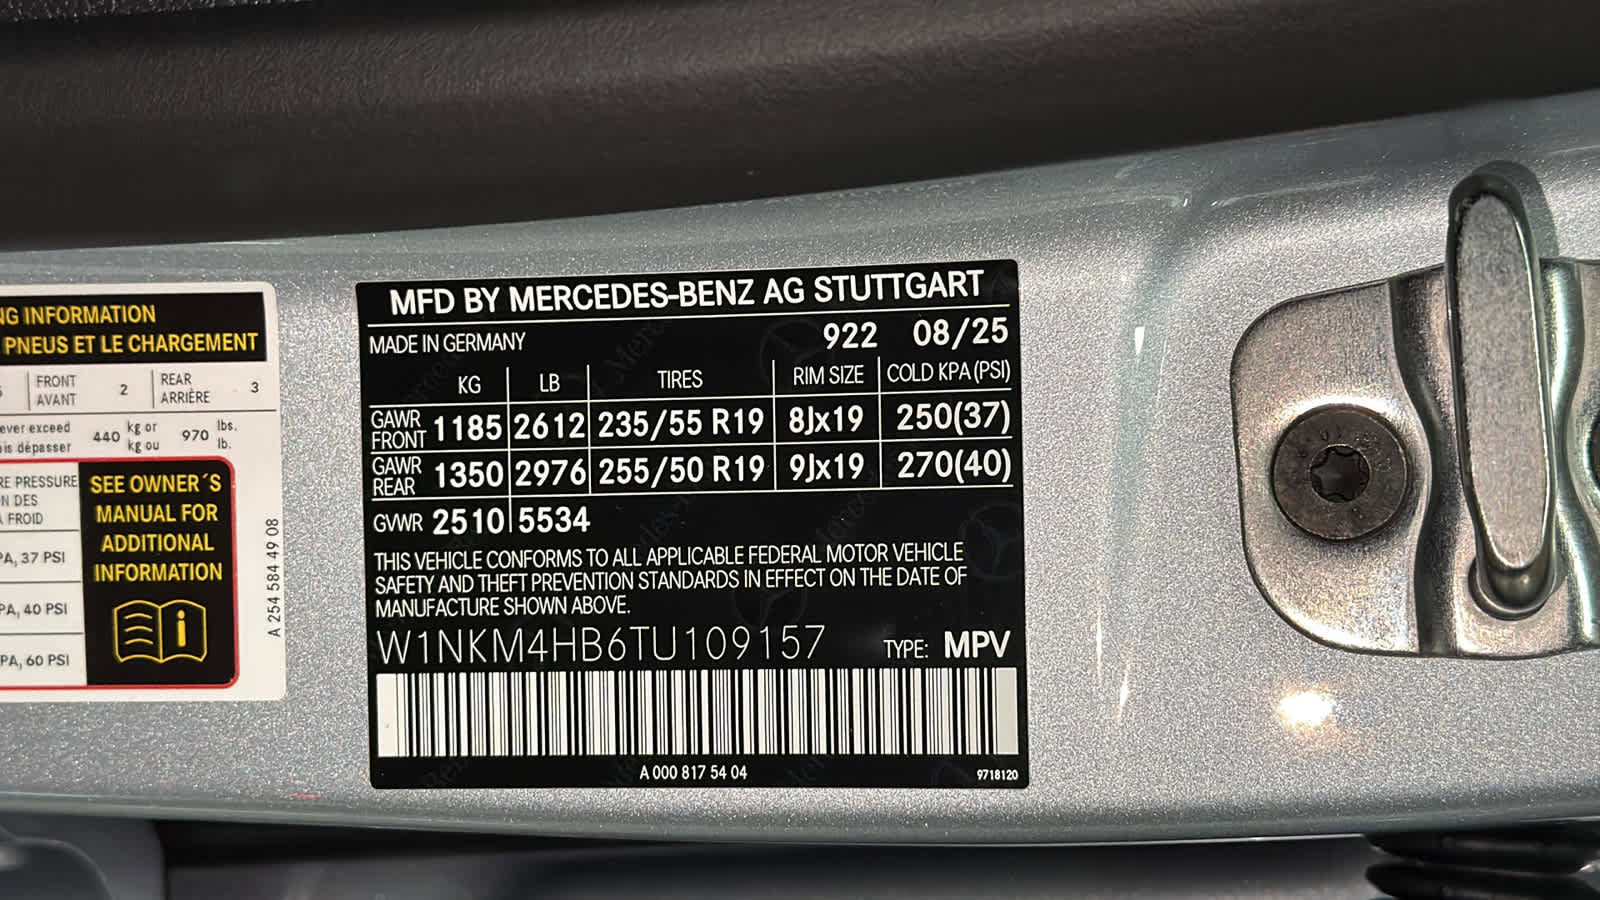 NG INFORMATION
PNEUS ET LE CHARGEMENT
FRONT
AVANT
2
REAR
ARRIÈRE
3
ever exceed
ais dépasser
440
kg or
kg ou
970
lbs.
lb.
RE PRESSURE
N DES
A FROID
PA, 37 PSI
PA, 40 PSI
PA, 60 PSI
SEE OWNER´S
MANUAL FOR
ADDITIONAL
INFORMATION
A 254 584 49 08
MFD BY MERCEDES-BENZ AG STUTTGART
MADE IN GERMANY 922 08/25
KG LB TIRES RIM SIZE COLD KPA(PSI)
GAWR
FRONT 1185 2612 235/55 R19 8Jx19 250(37)
GAWR
REAR 1350 2976 255/50 R19 9Jx19 270(40)
GVWR 2510 5534
THIS VEHICLE CONFORMS TO ALL APPLICABLE FEDERAL MOTOR VEHICLE
SAFETY AND THEFT PREVENTION STANDARDS IN EFFECT ON THE DATE OF
MANUFACTURE SHOWN ABOVE.
W1NKM4HB6TU109157 TYPE: MPV
A 000 817 54 04 9718120